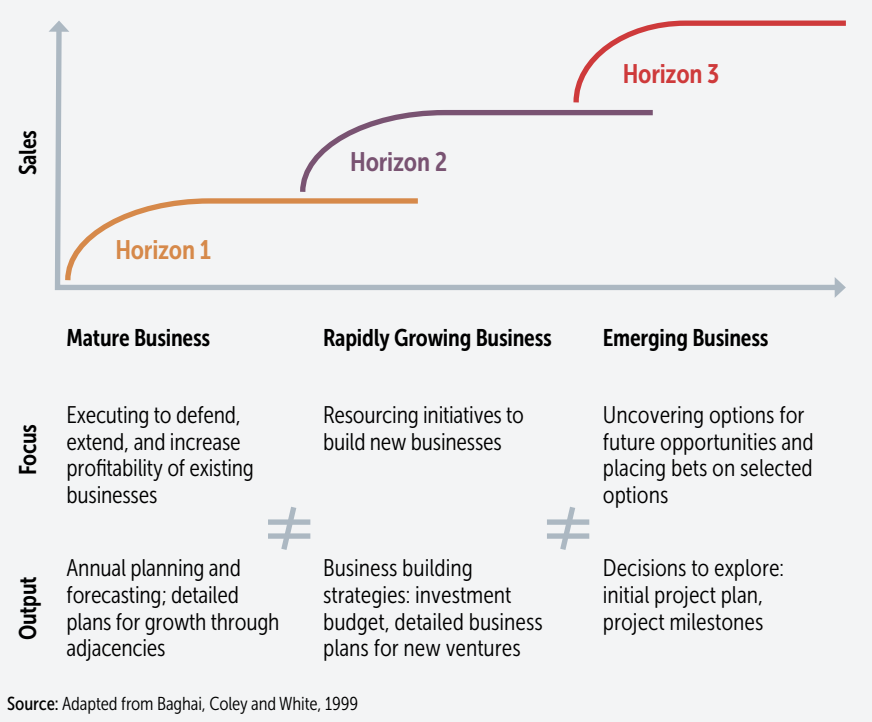 Sales
Horizon 1
Horizon 2
Horizon 3
Mature Business
Rapidly Growing Business
Emerging Business
Focus
Executing to defend,
extend, and increase
profitability of existing
businesses
Resourcing initiatives to
build new businesses
Uncovering options for
future opportunities and
placing bets on selected
options
≠
≠
Output
Annual planning and
forecasting; detailed
plans for growth through
adjacencies
Business building
strategies: investment
budget, detailed business
plans for new ventures
Decisions to explore:
initial project plan,
project milestones
Source: Adapted from Baghai, Coley and White, 1999